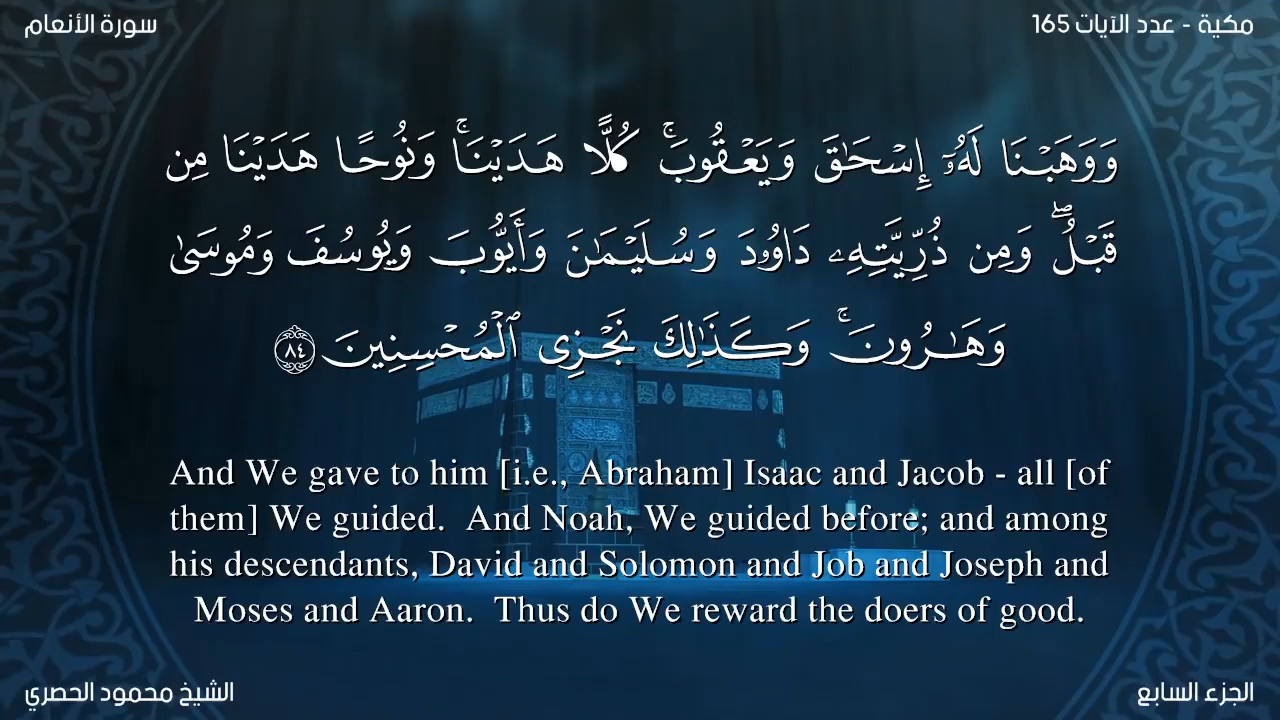 مكية - عدد الآيات 165
سورة الأنعام
وَوَهَبْنَا لَهُۥٓ إِسْحَـٰقَ وَيَعْقُوبَ ۚ كُلًّا هَدَيْنَا ۚ وَنُوحًا هَدَيْنَا مِن
قَبْلُ ۖ وَمِن ذُرِّيَّتِهِۦ دَاوُۥدَ وَسُلَيْمَـٰنَ وَأَيُّوبَ وَيُوسُفَ وَمُوسَىٰ
وَهَـٰرُونَ ۚ وَكَذَٰلِكَ نَجْزِى ٱلْمُحْسِنِينَ ٨٤
And We gave to him [i.e., Abraham] Isaac and Jacob - all [of
them] We guided.  And Noah, We guided before; and among
his descendants, David and Solomon and Job and Joseph and
Moses and Aaron.  Thus do We reward the doers of good.
الجزء السابع
الشيخ محمود الحصري